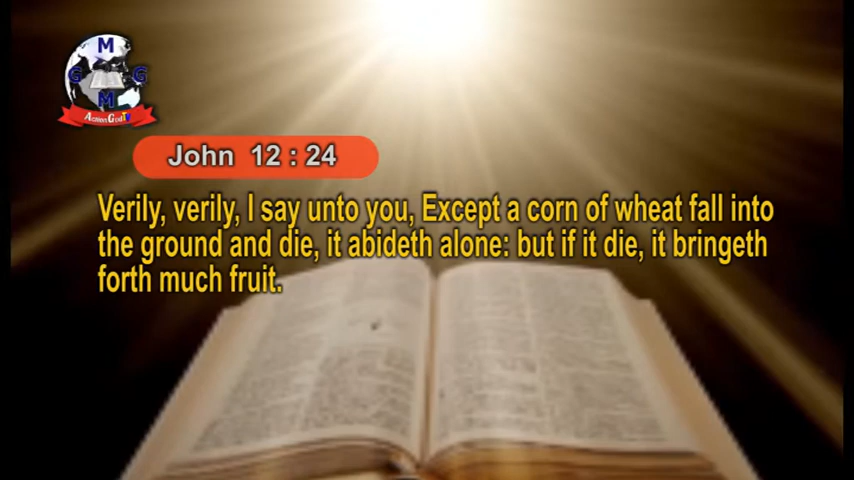 M
G G
M
John 12 : 24
Verily, verily, I say unto you, Except a corn of wheat fall into
the ground and die, it abideth alone: but if it die, it bringeth
forth much fruit.